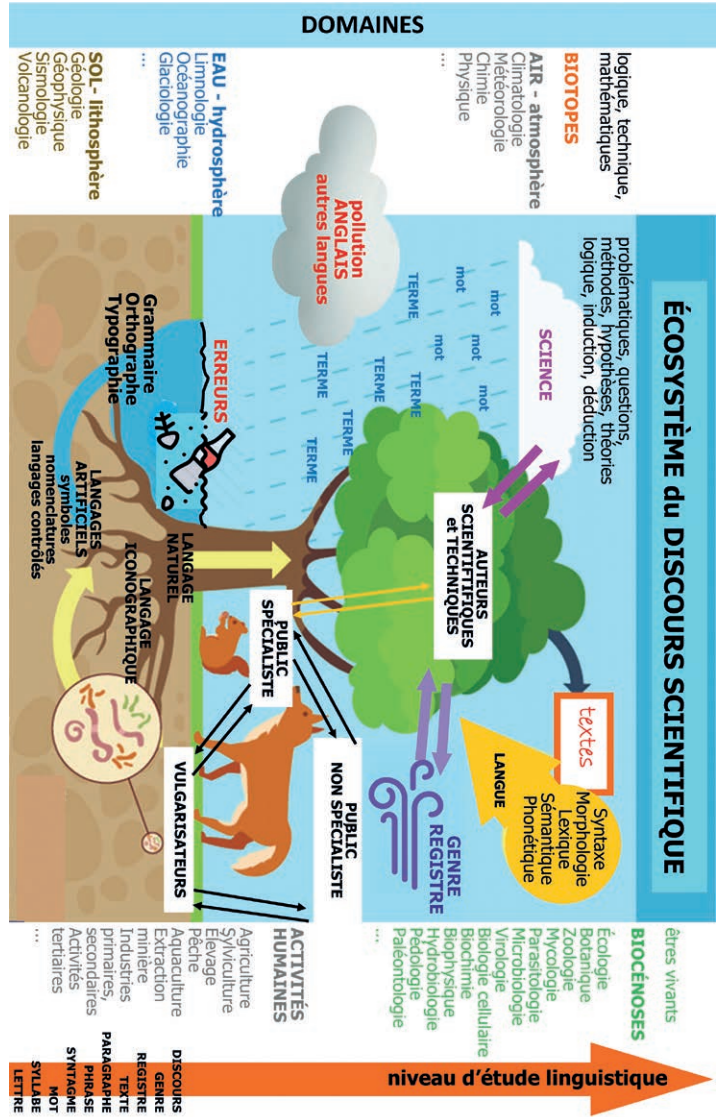 ÉCOSYSTÈME du DISCOURS SCIENTIFIQUE
DOMAINES
logique, technique,
mathématiques
BIOTOPES
AIR - atmosphère
Climatologie
Météorologie
Chimie
Physique
...
EAU - hydrosphère
Limnologie
Océanographie
Glaciologie
...
SOL- lithosphère
Géologie
Géophysique
Sismologie
Volcanologie
problématiques, questions,
méthodes, hypothèses, théories
logique, induction, déduction
SCIENCE
pollution
ANGLAIS
autres langues
mot
mot
mot
mot
mot
mot
TERME
TERME
TERME
TERME
TERME
TERME
TERME
ERREURS
Grammaire
Orthographe
Typographie
AUTEURS
SCIENTIFTIFIQUES
et TECHNIQUES
textes
Syntaxe
Morphologie
Lexique
Sémantique
Phonétique
LANGUE
GENRE
REGISTRE
PUBLIC
SPÉCIALISTE
PUBLIC
NON SPÉCIALISTE
VULGARISATEURS
LANGAGE
NATUREL
LANGAGE
ICONOGRAPHIQUE
LANGAGES
ARTIFICIELS
symboles
nomenclatures
langages contrôlés
êtres vivants
BIOCÉNOSES
Écologie
Botanique
Zoologie
Mycologie
Parasitologie
Microbiologie
Virologie
Biologie cellulaire
Biochimie
Biophysique
Hydrobiologie
Pédologie
Paléontologie
...
ACTIVITÉS
HUMAINES
Agriculture
Sylviculture
Élevage
Pêche
Aquaculture
Extraction
minière
Industries
primaires,
secondaires
Activités
tertiaires
...
niveau d'étude linguistique
DISCOURS
GENRE
REGISTRE
TEXTE
PARAGRAPHE
PHRASE
SYNTAGME
MOT
SYLLABE
LETTRE